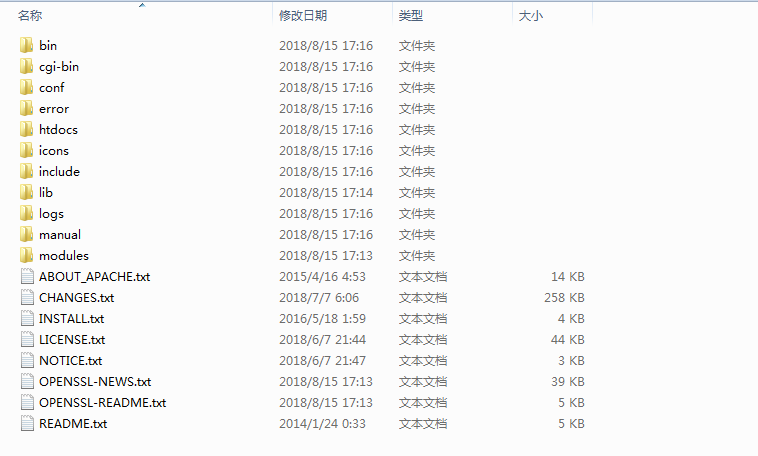 名称 修改日期 类型 大小
bin 2018/8/15 17:16 文件夹
cgi-bin 2018/8/15 17:16 文件夹
conf 2018/8/15 17:16 文件夹
error 2018/8/15 17:16 文件夹
htdocs 2018/8/15 17:16 文件夹
icons 2018/8/15 17:16 文件夹
include 2018/8/15 17:16 文件夹
lib 2018/8/15 17:14 文件夹
logs 2018/8/15 17:16 文件夹
manual 2018/8/15 17:16 文件夹
modules 2018/8/15 17:13 文件夹
ABOUT_APACHE.txt 2015/4/16 4:53 文本文档 14 KB
CHANGES.txt 2018/7/7 6:06 文本文档 258 KB
INSTALL.txt 2016/5/18 1:59 文本文档 4 KB
LICENSE.txt 2018/6/7 21:44 文本文档 44 KB
NOTICE.txt 2018/6/7 21:47 文本文档 3 KB
OPENSSL-NEWS.txt 2018/8/15 17:13 文本文档 39 KB
OPENSSL-README.txt 2018/8/15 17:13 文本文档 5 KB
README.txt 2014/1/24 0:33 文本文档 5 KB